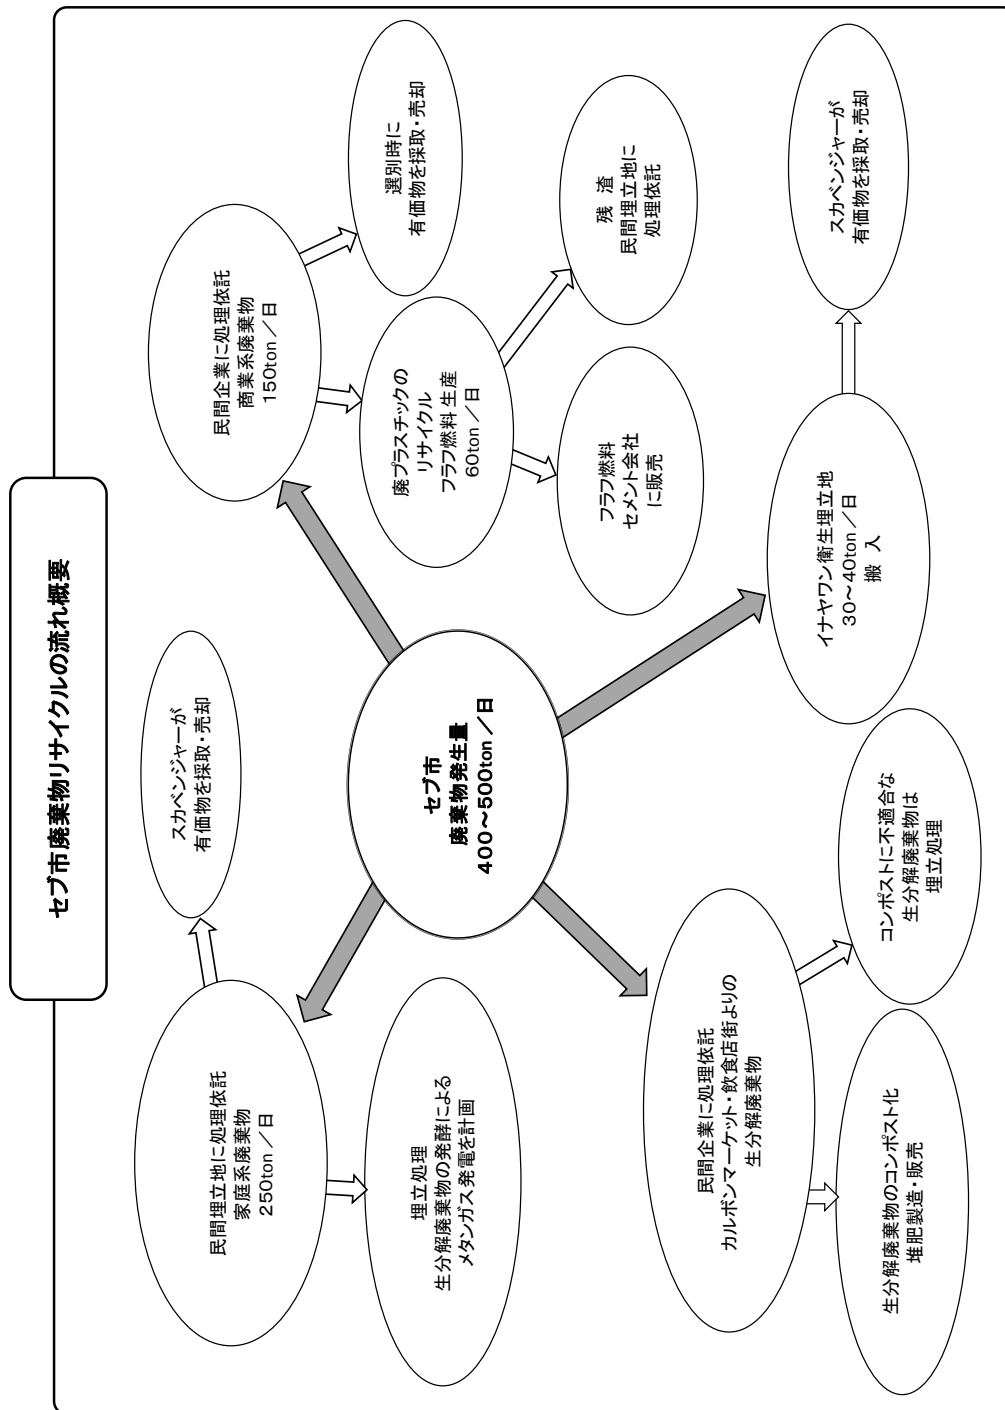 セブ市廃棄物リサイクルの流れ概要
スカベンジャーが
有価物を採取・売却
民間埋立地に処理依託
家庭系廃棄物
250ton／日
埋立処理
生分解廃棄物の発酵による
メタンガス発電を計画
民間企業に処理依託
商業系廃棄物
150ton／日
選別時に
有価物を採取・売却
廃プラスチックの
リサイクル
フラフ燃料 生産
60ton／日
残 渣
民間埋立地に
処理依託
フラフ燃料
セメント会社
に販売
セブ市
廃棄物発生量
400～500ton／日
民間企業に処理依託
カルボンマーケット・飲食店街よりの
生分解廃棄物
生分解廃棄物のコンポスト化
堆肥製造・販売
コンポストに不適合な
生分解廃棄物は
埋立処理
イナヤワン衛生埋立地
30～40ton／日
搬 入
スカベンジャーが
有価物を採取・売却